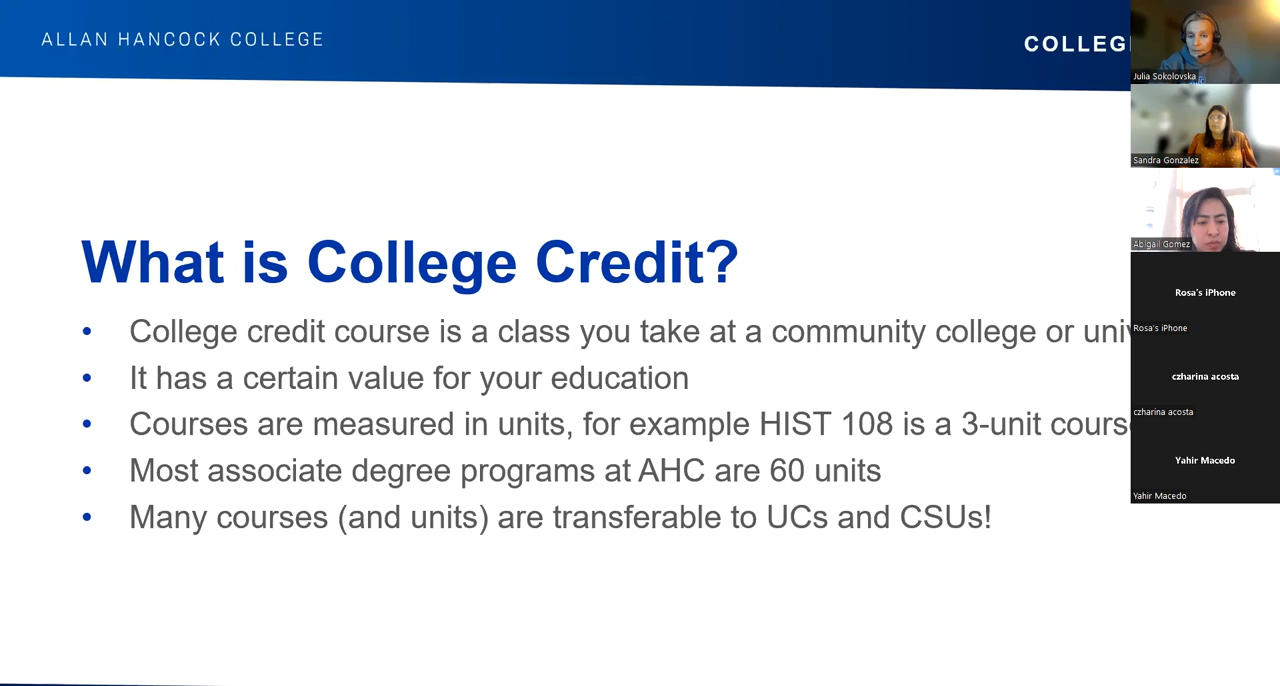 ALLAN HANCOCK COLLEGE
What is College Credit?
• College credit course is a class you take at a community college or
• It has a certain value for your education
• Courses are measured in units, for example HIST 108 is a 3-unit
• Most associate degree programs at AHC are 60 units
• Many courses (and units) are transferable to UCs and CSUs!
Julia Sokolovska
Sandra Gonzalez
Abigail Gomez
Rosa's iPhone
Rosa's iPhone
czharina acosta
czharina acosta
Yahir Macedo
Yahir Macedo